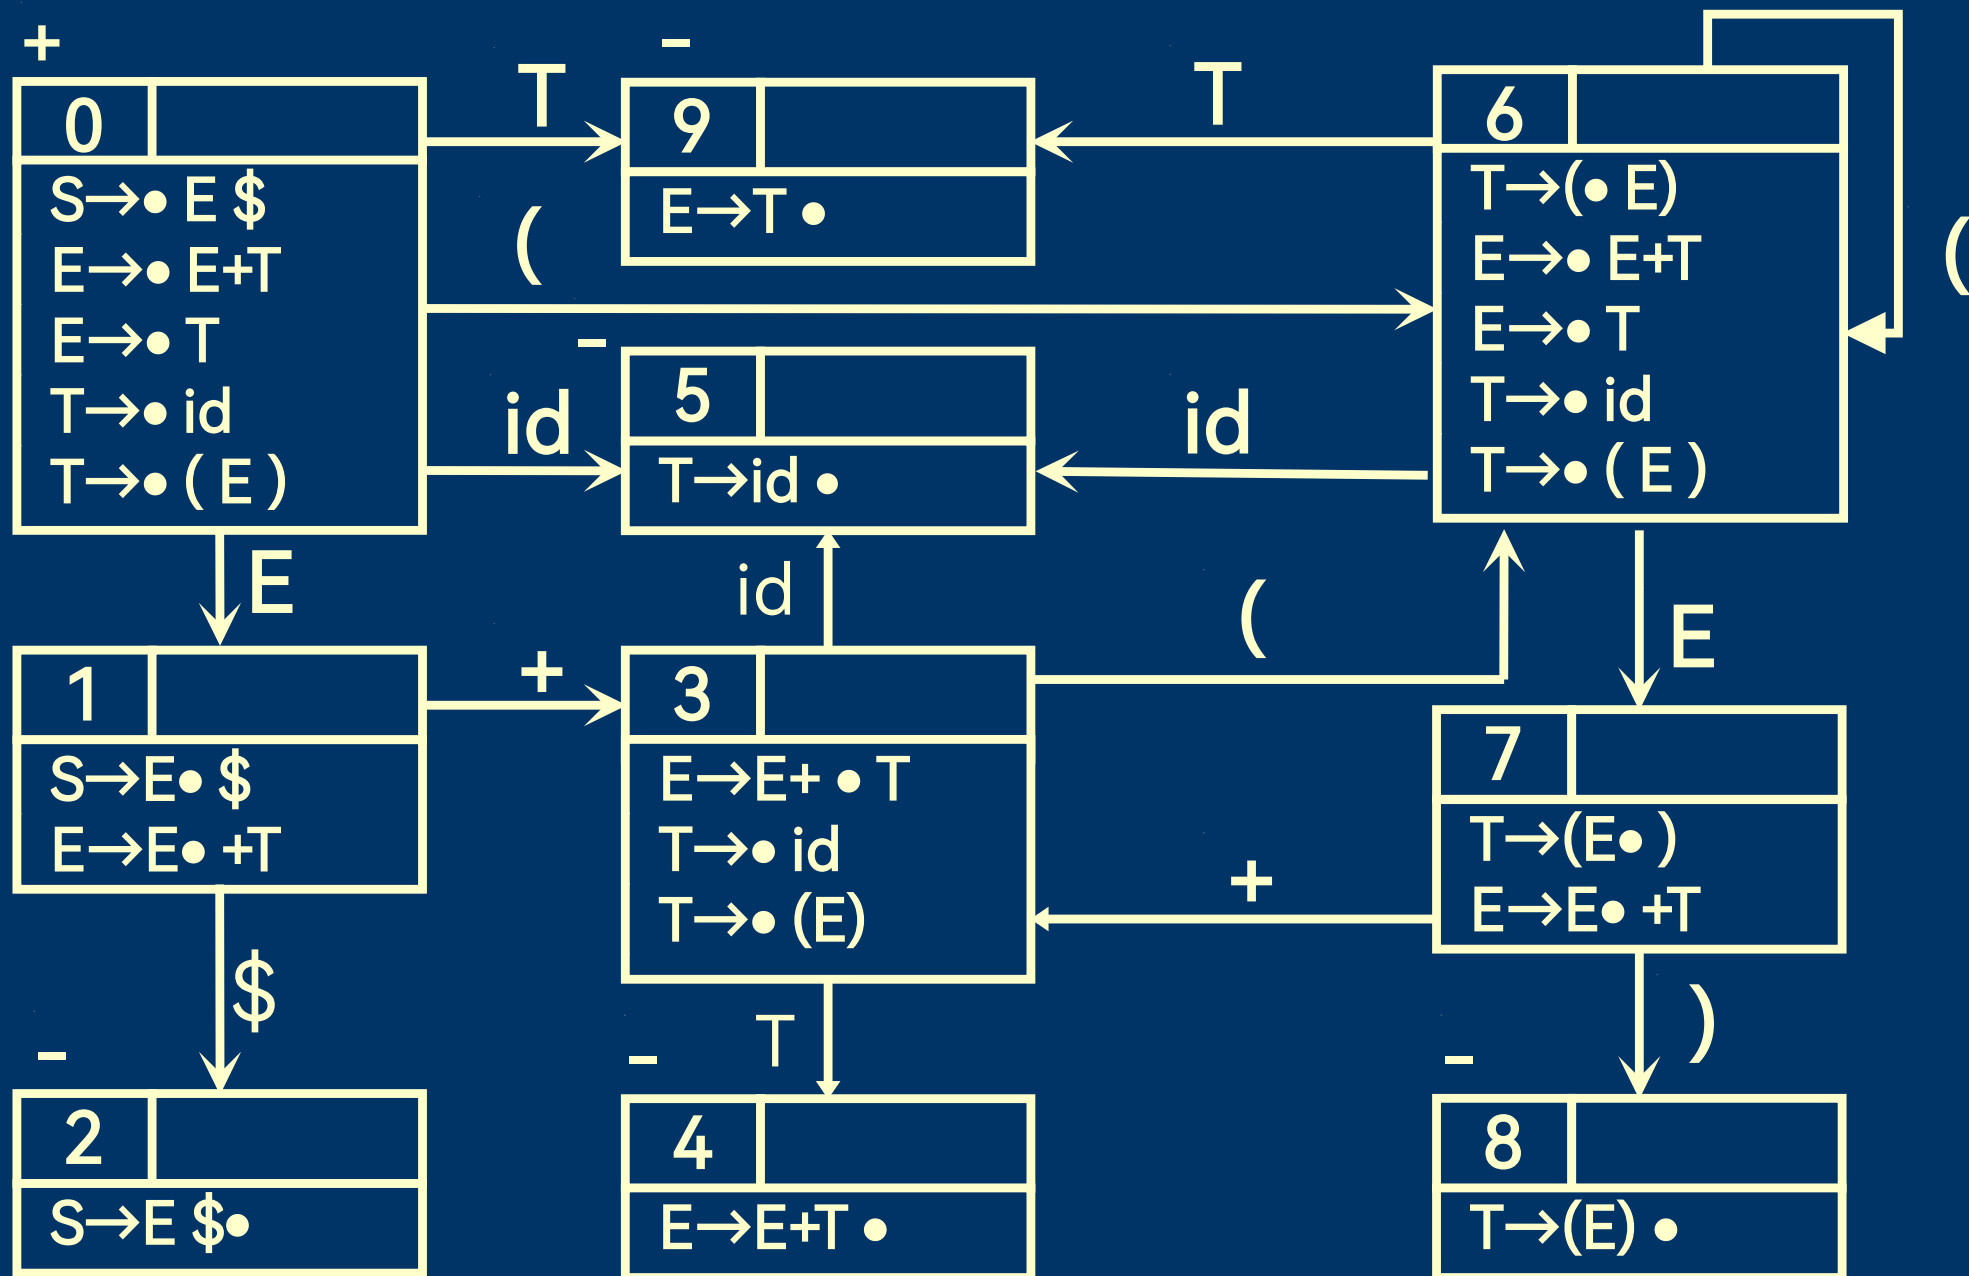 +
0
S→• E $
E→• E+T
E→• T
T→• id
T→• ( E )
T
-
9
E→T •
T
6
T→(• E)
E→• E+T
E→• T
T→• id
T→• ( E )
(
(
-
id
5
T→id •
id
E
id
(
E
1
S→E• $
E→E• +T
+
3
E→E+ • T
T→• id
T→• (E)
7
T→(E• )
E→E• +T
+
$
T
)
-
2
S→E $•
-
4
E→E+T •
-
8
T→(E) •